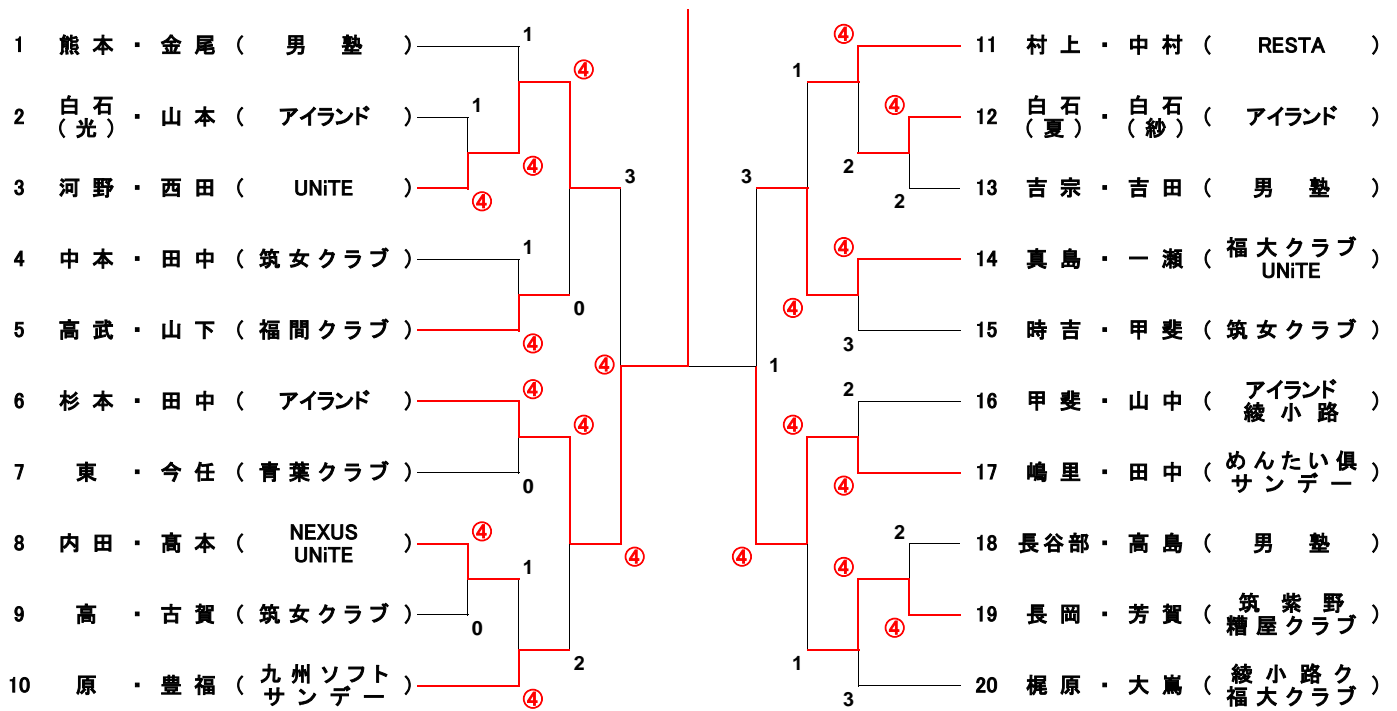 1 熊本・金尾( 男塾 )
2 白石(光)・山本( アイランド )
3 河野・西田( UNiTE )
4 中本・田中( 筑女クラブ )
5 高武・山下( 福間クラブ )
6 杉本・田中( アイランド )
7 東・今任( 青葉クラブ )
8 内田・高本( NEXUS UNiTE )
9 高・古賀( 筑女クラブ )
10 原・豊福( 九州ソフト サンデー )
1
④
1
④
④
3
1
0
④
④
④
④
0
④
④
1
0
2
④
④
1
④
2
2
3
④
④
3
1
2
④
④
④
2
④
④
1
3
11 村上・中村( RESTA )
12 白石(夏)・白石(紗)( アイランド )
13 吉宗・吉田( 男塾 )
14 真島・一瀬( 福大クラブ UNiTE )
15 時吉・甲斐( 筑女クラブ )
16 甲斐・山中( アイランド 綾小路 )
17 嶋里・田中( めんたい倶 サンデー )
18 長谷部・高島( 男塾 )
19 長岡・芳賀( 筑紫野 糟屋クラブ )
20 梶原・大嶌( 綾小路ク 福大クラブ )